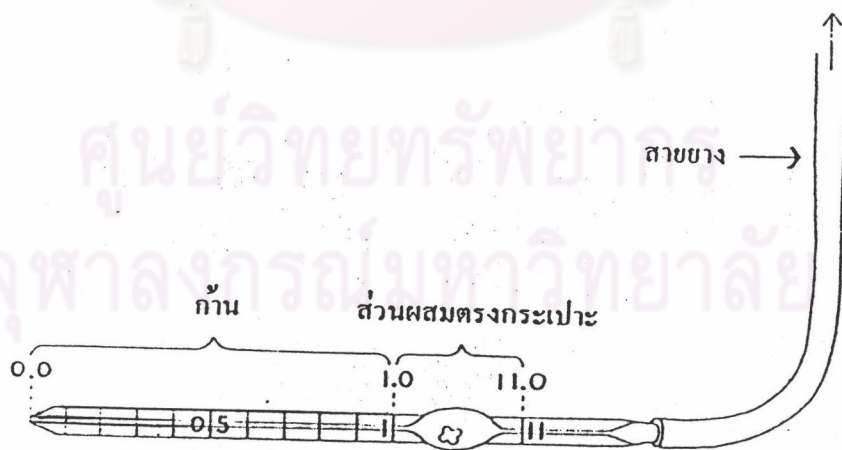 ศูนย์วิทยทรัพยากร
จุฬาลงกรณ์มหาวิทยาลัย
สายยาง
ก้าน
ส่วนผสมตรงกระเปาะ
0.0
1.0
11.0
0.5
1
11